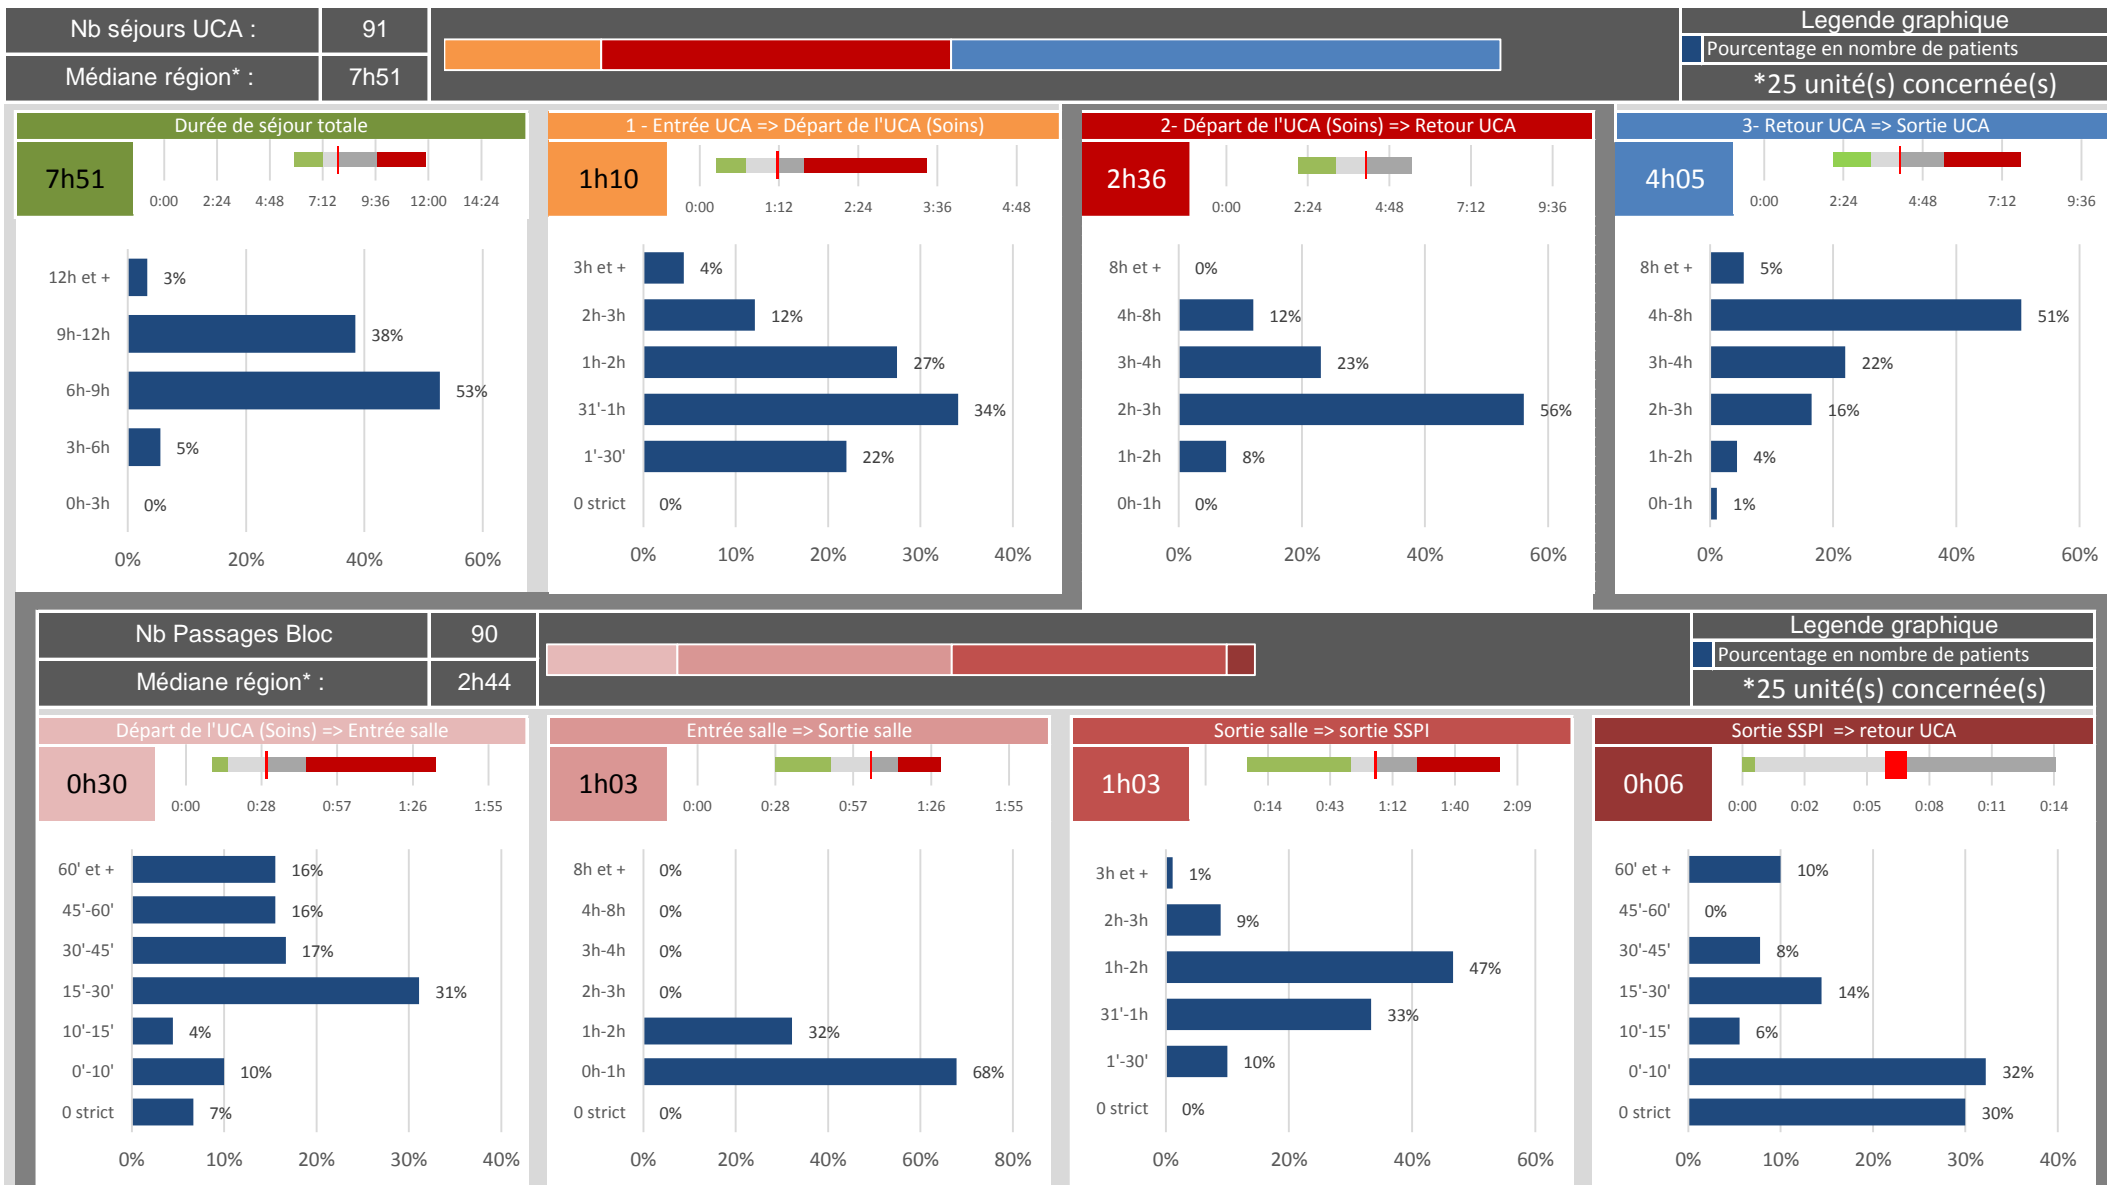 Nb séjours UCA : 91
Médiane région* : 7h51
Legende graphique
Pourcentage en nombre de patients
*25 unité(s) concernée(s)
Durée de séjour totale
7h51
0:00 2:24 4:48 7:12 9:36 12:00 14:24
12h et + 3%
9h-12h 38%
6h-9h 53%
3h-6h 5%
0h-3h 0%
0% 20% 40% 60%
1 - Entrée UCA => Départ de l'UCA (Soins)
1h10
0:00 1:12 2:24 3:36 4:48
3h et + 4%
2h-3h 12%
1h-2h 27%
31'-1h 34%
1'-30' 22%
0 strict 0%
0% 10% 20% 30% 40%
2- Départ de l'UCA (Soins) => Retour UCA
2h36
0:00 2:24 4:48 7:12 9:36
8h et + 0%
4h-8h 12%
3h-4h 23%
2h-3h 56%
1h-2h 8%
0h-1h 0%
0% 20% 40% 60%
3- Retour UCA => Sortie UCA
4h05
0:00 2:24 4:48 7:12 9:36
8h et + 5%
4h-8h 51%
3h-4h 22%
2h-3h 16%
1h-2h 4%
0h-1h 1%
0% 20% 40% 60%
Nb Passages Bloc 90
Médiane région* : 2h44
Legende graphique
Pourcentage en nombre de patients
*25 unité(s) concernée(s)
Départ de l'UCA (Soins) => Entrée salle
0h30
0:00 0:28 0:57 1:26 1:55
60' et + 16%
45'-60' 16%
30'-45' 17%
15'-30' 31%
10'-15' 4%
0'-10' 10%
0 strict 7%
0% 10% 20% 30% 40%
Entrée salle => Sortie salle
1h03
0:00 0:28 0:57 1:26 1:55
8h et + 0%
4h-8h 0%
3h-4h 0%
2h-3h 0%
1h-2h 32%
0h-1h 68%
0 strict 0%
0% 20% 40% 60% 80%
Sortie salle => sortie SSPI
1h03
0:14 0:43 1:12 1:40 2:09
3h et + 1%
2h-3h 9%
1h-2h 47%
31'-1h 33%
1'-30' 10%
0 strict 0%
0% 20% 40% 60%
Sortie SSPI => retour UCA
0h06
0:00 0:02 0:05 0:08 0:11 0:14
60' et + 10%
45'-60' 0%
30'-45' 8%
15'-30' 14%
10'-15' 6%
0'-10' 32%
0 strict 30%
0% 10% 20% 30% 40%